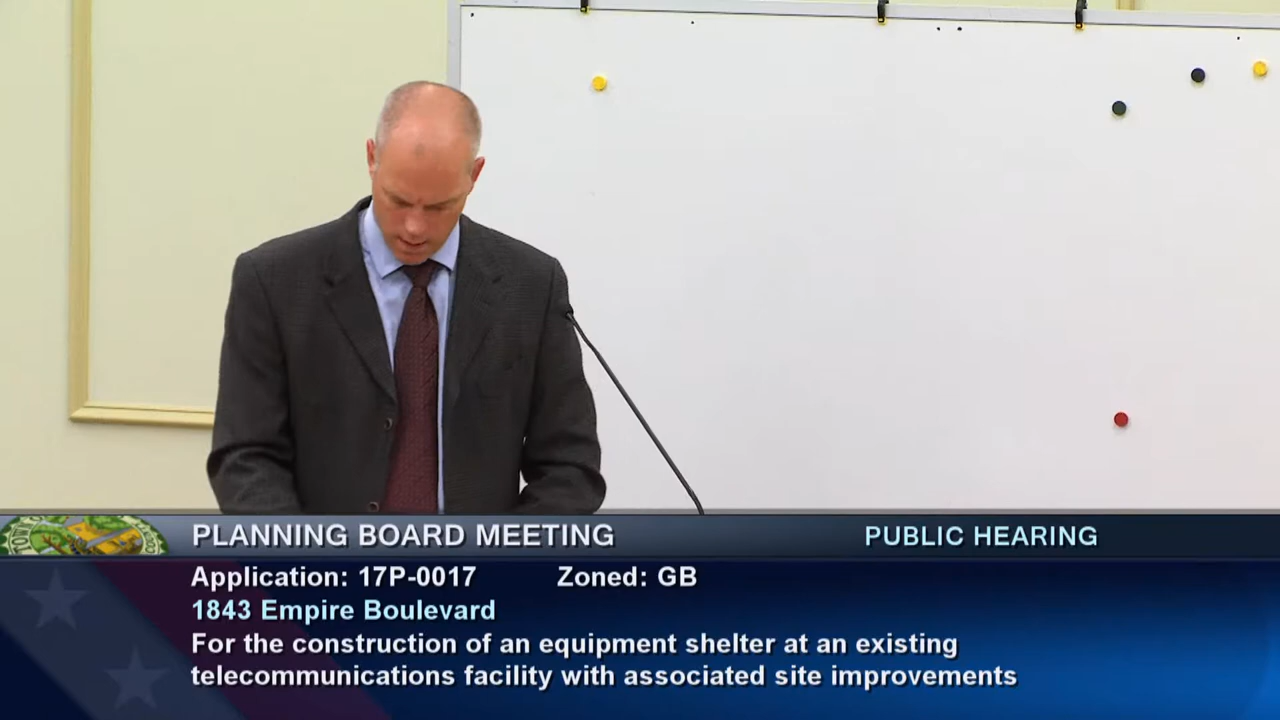 PLANNING BOARD MEETING
PUBLIC HEARING
Application: 17P-0017 Zoned: GB
1843 Empire Boulevard
For the construction of an equipment shelter at an existing
telecommunications facility with associated site improvements
TOWN